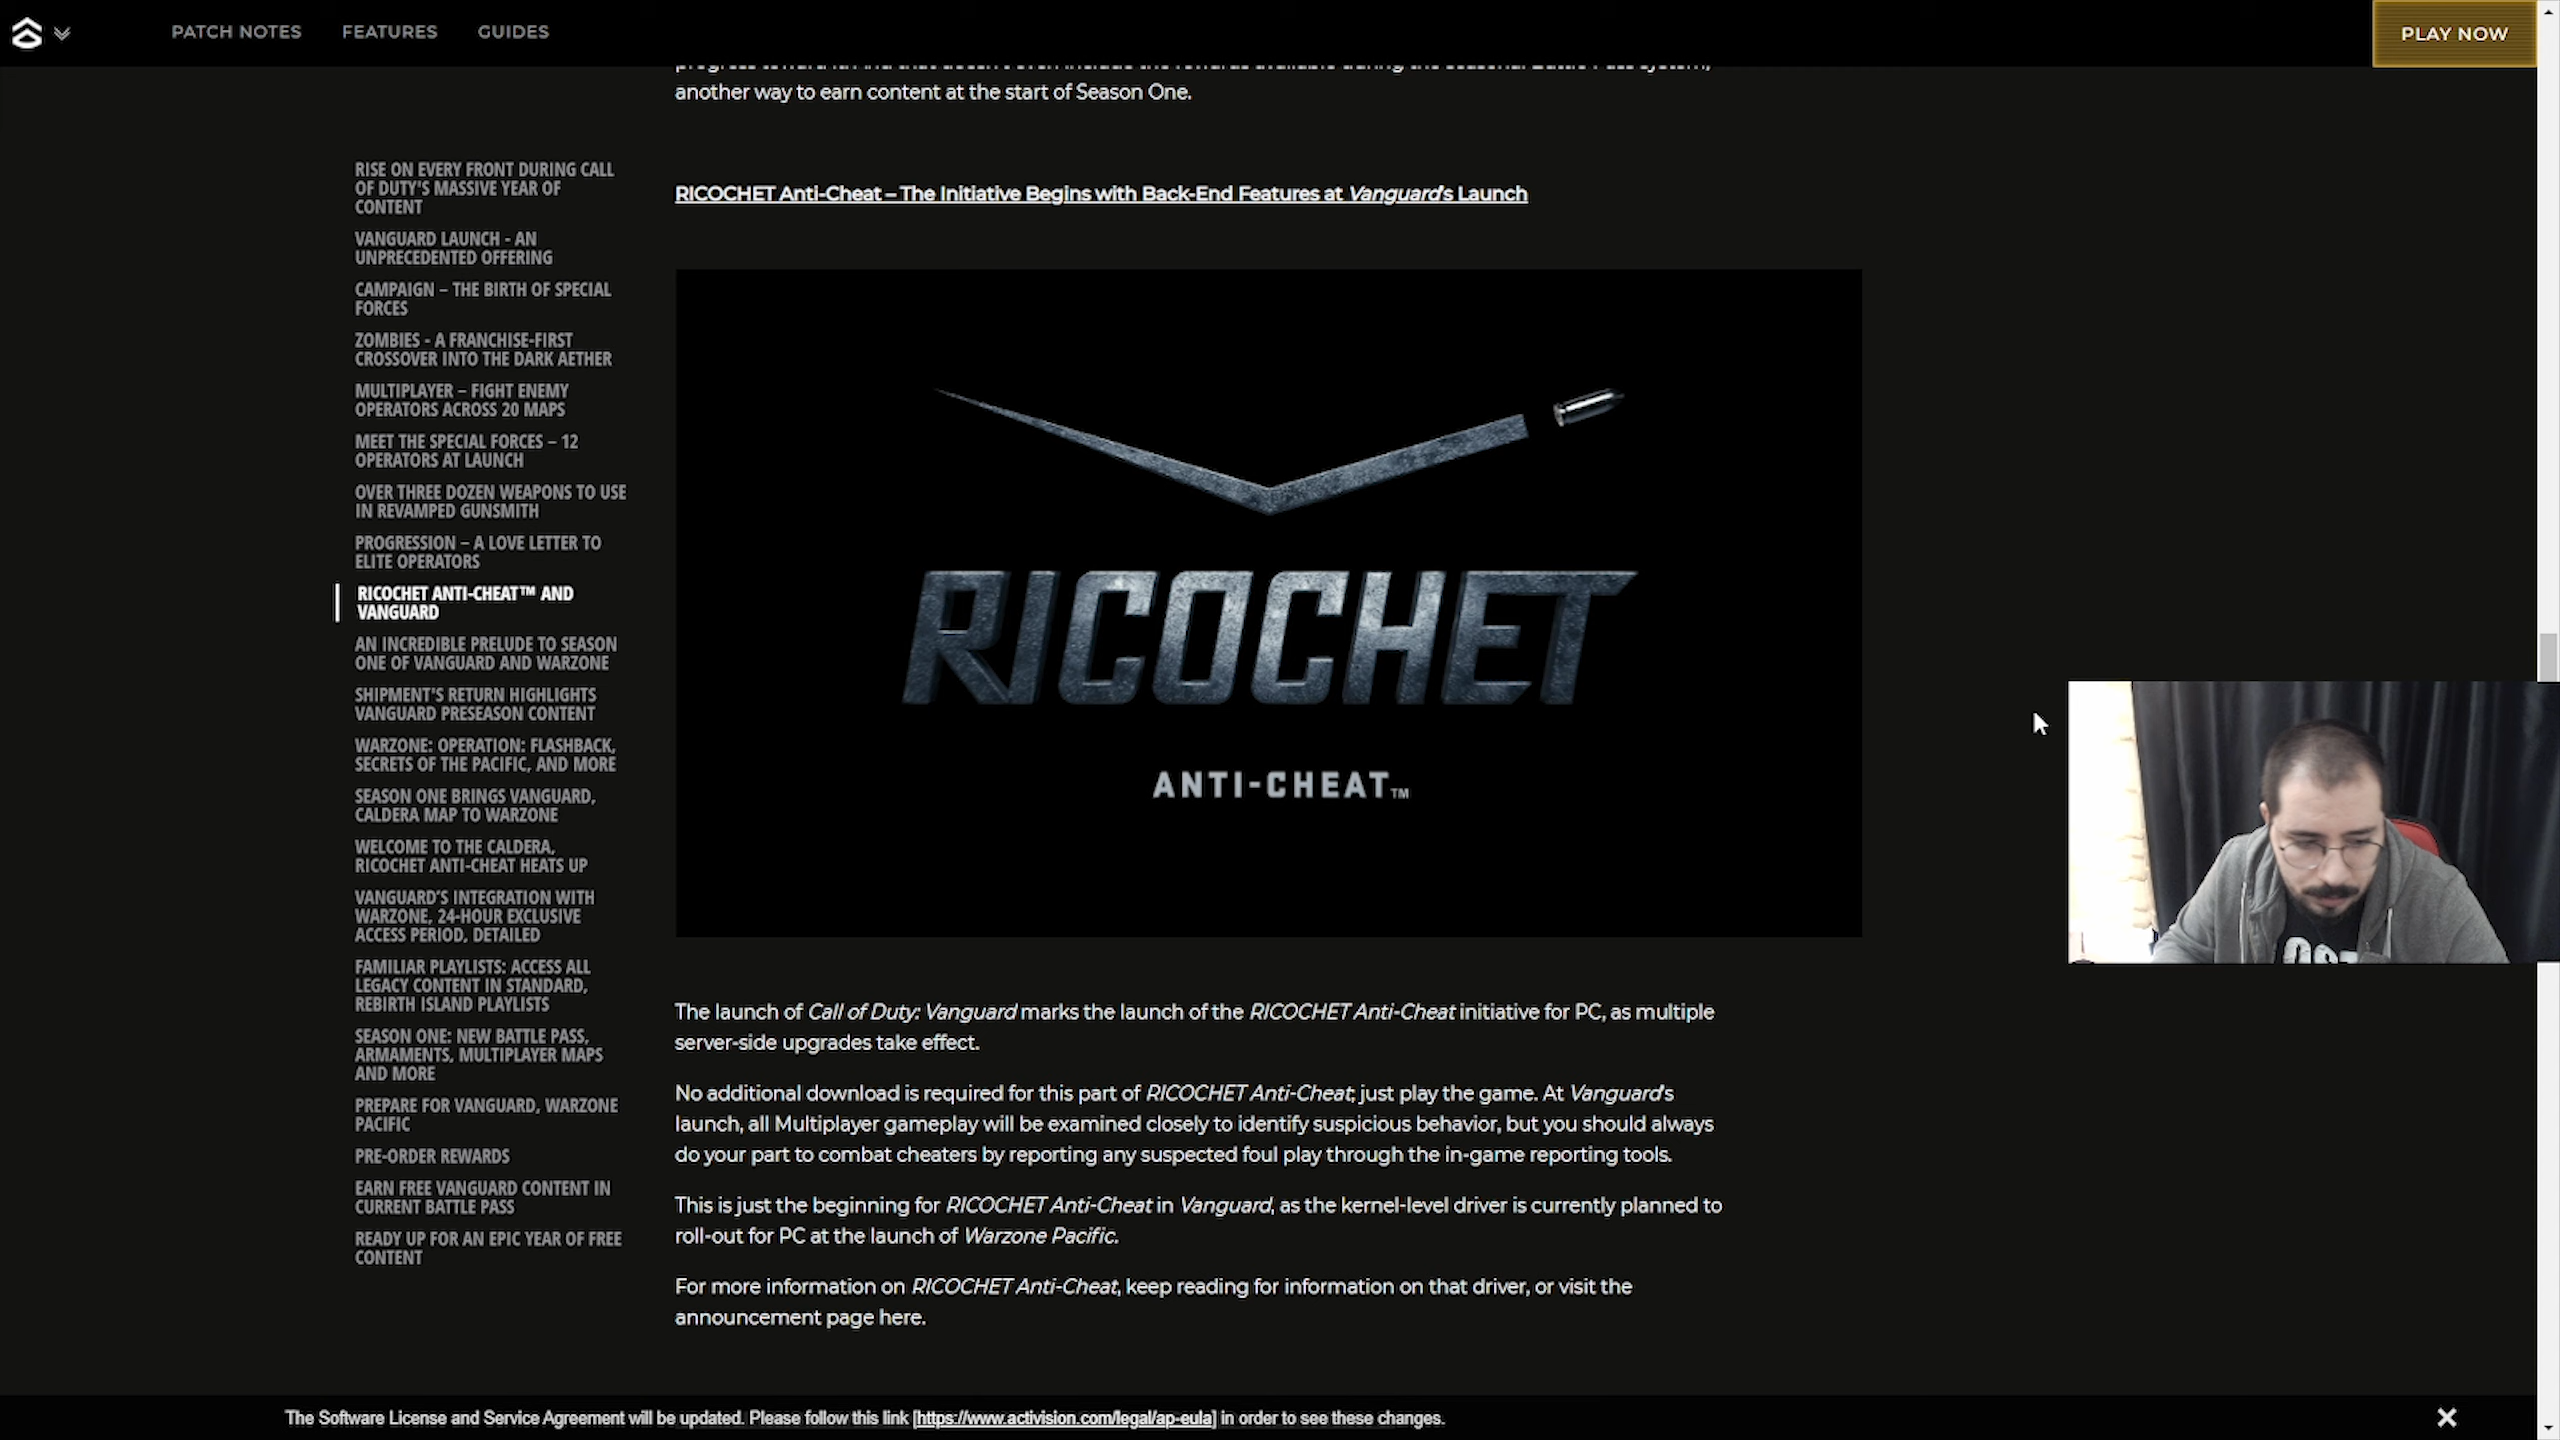 PATCH NOTES FEATURES GUIDES PLAY NOW
another way to earn content at the start of Season One.
RISE ON EVERY FRONT DURING CALL
OF DUTY'S MASSIVE YEAR OF
CONTENT
VANGUARD LAUNCH - AN
UNPRECEDENTED OFFERING
CAMPAIGN – THE BIRTH OF SPECIAL
FORCES
ZOMBIES - A FRANCHISE-FIRST
CROSSOVER INTO THE DARK AETHER
MULTIPLAYER – FIGHT ENEMY
OPERATORS ACROSS 20 MAPS
MEET THE SPECIAL FORCES – 12
OPERATORS AT LAUNCH
OVER THREE DOZEN WEAPONS TO USE
IN REVAMPED GUNSMITH
PROGRESSION – A LOVE LETTER TO
ELITE OPERATORS
RICOCHET ANTI-CHEAT™ AND
VANGUARD
AN INCREDIBLE PRELUDE TO SEASON
ONE OF VANGUARD AND WARZONE
SHIPMENT'S RETURN HIGHLIGHTS
VANGUARD PRESEASON CONTENT
WARZONE: OPERATION: FLASHBACK,
SECRETS OF THE PACIFIC, AND MORE
SEASON ONE BRINGS VANGUARD,
CALDERA MAP TO WARZONE
WELCOME TO THE CALDERA,
RICOCHET ANTI-CHEAT HEATS UP
VANGUARD'S INTEGRATION WITH
WARZONE, 24-HOUR EXCLUSIVE
ACCESS PERIOD, DETAILED
FAMILIAR PLAYLISTS: ACCESS ALL
LEGACY CONTENT IN STANDARD,
REBIRTH ISLAND PLAYLISTS
SEASON ONE: NEW BATTLE PASS,
ARMAMENTS, MULTIPLAYER MAPS
AND MORE
PREPARE FOR VANGUARD, WARZONE
PACIFIC
PRE-ORDER REWARDS
EARN FREE VANGUARD CONTENT IN
CURRENT BATTLE PASS
READY UP FOR AN EPIC YEAR OF FREE
CONTENT
RICOCHET Anti-Cheat – The Initiative Begins with Back-End Features at Vanguard's Launch
RICOCHET
ANTI-CHEAT™
The launch of Call of Duty: Vanguard marks the launch of the RICOCHET Anti-Cheat initiative for PC, as multiple
server-side upgrades take effect.
No additional download is required for this part of RICOCHET Anti-Cheat; just play the game. At Vanguard's
launch, all Multiplayer gameplay will be examined closely to identify suspicious behavior, but you should always
do your part to combat cheaters by reporting any suspected foul play through the in-game reporting tools.
This is just the beginning for RICOCHET Anti-Cheat in Vanguard, as the kernel-level driver is currently planned to
roll-out for PC at the launch of Warzone Pacific.
For more information on RICOCHET Anti-Cheat, keep reading for information on that driver, or visit the
announcement page here.
The Software License and Service Agreement will be updated. Please follow this link [https://www.activision.com/legal/ap-eula] in order to see these changes.